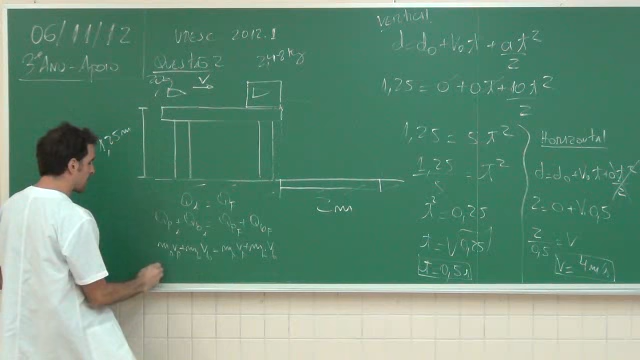 06/11/12
3º Ano - Apoio
UDESC 2012.1
Questão 2
V
1,25m
2m
Qi = Qf
Vertical
d = d0 + V0t + at²/2
1,25 = 0 + 0t + 10t²/2
1,25 = 5t²
1,25/5 = t²
t² = 0,25
t = √0,25
t = 0,5s
Horizontal
d = d0 + V0t + at²/2
2 = 0 + V.0,5
2/0,5 = V
V = 4m/s